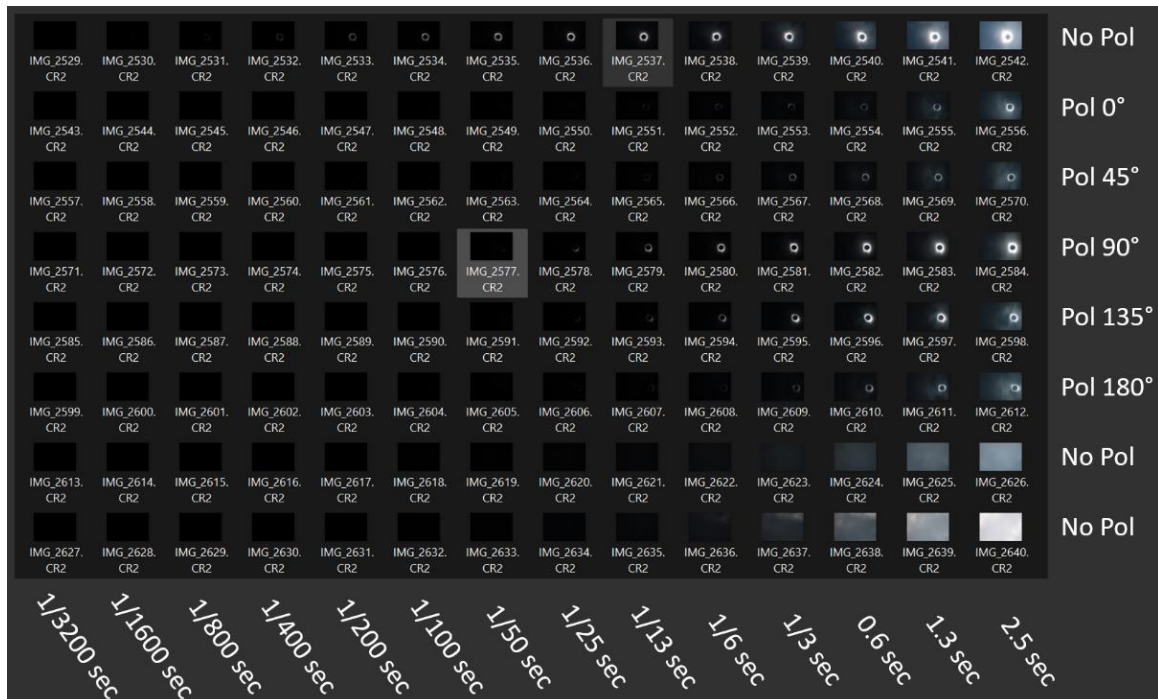 IMG_2529. IMG_2530. IMG_2531. IMG_2532. IMG_2533. IMG_2534. IMG_2535. IMG_2536. IMG_2537. IMG_2538. IMG_2539. IMG_2540. IMG_2541. IMG_2542. No Pol
CR2 CR2 CR2 CR2 CR2 CR2 CR2 CR2 CR2 CR2 CR2 CR2 CR2 CR2
IMG_2543. IMG_2544. IMG_2545. IMG_2546. IMG_2547. IMG_2548. IMG_2549. IMG_2550. IMG_2551. IMG_2552. IMG_2553. IMG_2554. IMG_2555. IMG_2556. Pol 0°
CR2 CR2 CR2 CR2 CR2 CR2 CR2 CR2 CR2 CR2 CR2 CR2 CR2 CR2
IMG_2557. IMG_2558. IMG_2559. IMG_2560. IMG_2561. IMG_2562. IMG_2563. IMG_2564. IMG_2565. IMG_2566. IMG_2567. IMG_2568. IMG_2569. IMG_2570. Pol 45°
CR2 CR2 CR2 CR2 CR2 CR2 CR2 CR2 CR2 CR2 CR2 CR2 CR2 CR2
IMG_2571. IMG_2572. IMG_2573. IMG_2574. IMG_2575. IMG_2576. IMG_2577. IMG_2578. IMG_2579. IMG_2580. IMG_2581. IMG_2582. IMG_2583. IMG_2584. Pol 90°
CR2 CR2 CR2 CR2 CR2 CR2 CR2 CR2 CR2 CR2 CR2 CR2 CR2 CR2
IMG_2585. IMG_2586. IMG_2587. IMG_2588. IMG_2589. IMG_2590. IMG_2591. IMG_2592. IMG_2593. IMG_2594. IMG_2595. IMG_2596. IMG_2597. IMG_2598. Pol 135°
CR2 CR2 CR2 CR2 CR2 CR2 CR2 CR2 CR2 CR2 CR2 CR2 CR2 CR2
IMG_2599. IMG_2600. IMG_2601. IMG_2602. IMG_2603. IMG_2604. IMG_2605. IMG_2606. IMG_2607. IMG_2608. IMG_2609. IMG_2610. IMG_2611. IMG_2612. Pol 180°
CR2 CR2 CR2 CR2 CR2 CR2 CR2 CR2 CR2 CR2 CR2 CR2 CR2 CR2
IMG_2613. IMG_2614. IMG_2615. IMG_2616. IMG_2617. IMG_2618. IMG_2619. IMG_2620. IMG_2621. IMG_2622. IMG_2623. IMG_2624. IMG_2625. IMG_2626. No Pol
CR2 CR2 CR2 CR2 CR2 CR2 CR2 CR2 CR2 CR2 CR2 CR2 CR2 CR2
IMG_2627. IMG_2628. IMG_2629. IMG_2630. IMG_2631. IMG_2632. IMG_2633. IMG_2634. IMG_2635. IMG_2636. IMG_2637. IMG_2638. IMG_2639. IMG_2640. No Pol
CR2 CR2 CR2 CR2 CR2 CR2 CR2 CR2 CR2 CR2 CR2 CR2 CR2 CR2
1/3200 sec
1/1600 sec
1/800 sec
1/400 sec
1/200 sec
1/100 sec
1/50 sec
1/25 sec
1/13 sec
1/6 sec
1/3 sec
0.6 sec
1.3 sec
2.5 sec